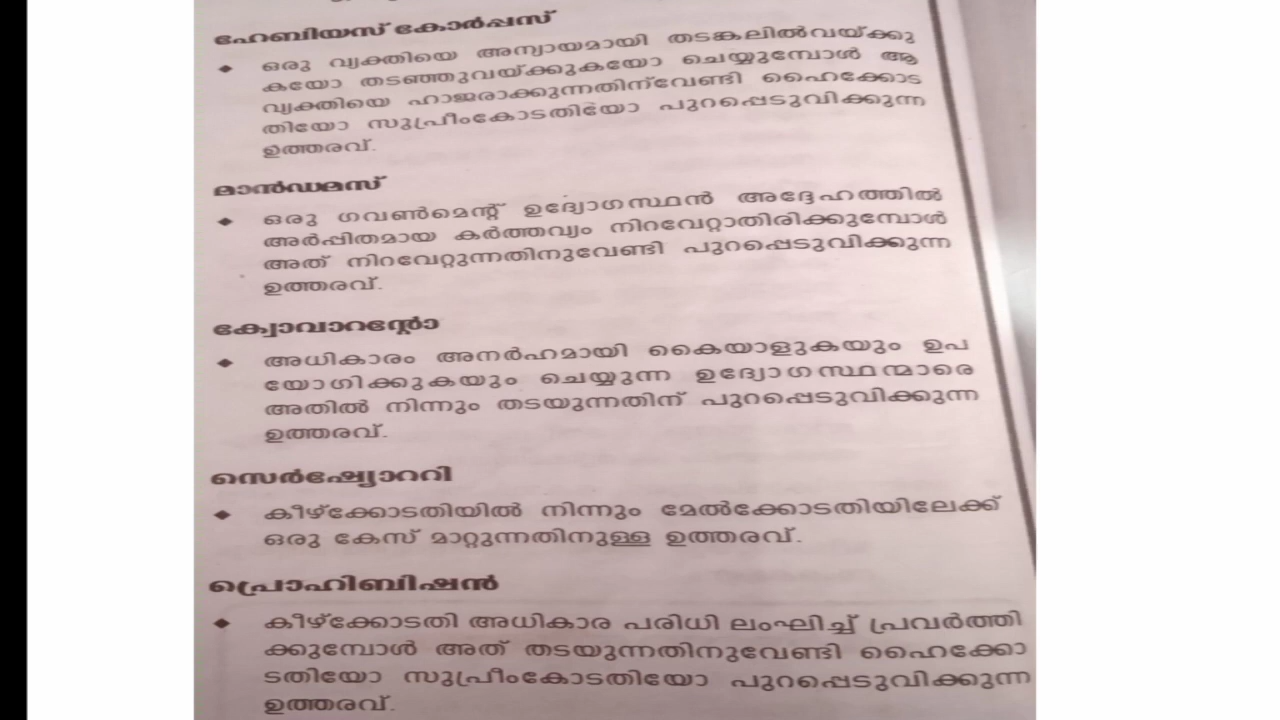 ഹേബിയസ് കോർപ്പസ്
◆ ഒരു വ്യക്തിയെ അന്യായമായി തടങ്കലിൽവയ്ക്കു
കയോ തടഞ്ഞുവയ്ക്കുകയോ ചെയ്യുമ്പോൾ ആ
വ്യക്തിയെ ഹാജരാക്കുന്നതിന്വേണ്ടി ഹൈക്കോട
തിയോ സുപ്രീംകോടതിയോ പുറപ്പെടുവിക്കുന്ന
ഉത്തരവ്.
മാൻഡമസ്
◆ ഒരു ഗവൺമെന്റ് ഉദ്യോഗസ്ഥൻ അദ്ദേഹത്തിൽ
അർപ്പിതമായ കർത്തവ്യം നിറവേറ്റാതിരിക്കുമ്പോൾ
അത് നിറവേറ്റുന്നതിനുവേണ്ടി പുറപ്പെടുവിക്കുന്ന
ഉത്തരവ്.
ക്വോവാറന്റോ
◆ അധികാരം അനർഹമായി കൈയാളുകയും ഉപ
യോഗിക്കുകയും ചെയ്യുന്ന ഉദ്യോഗസ്ഥന്മാരെ
അതിൽ നിന്നും തടയുന്നതിന് പുറപ്പെടുവിക്കുന്ന
ഉത്തരവ്.
സെർഷ്യോററി
◆ കീഴ്ക്കോടതിയിൽ നിന്നും മേൽക്കോടതിയിലേക്ക്
ഒരു കേസ് മാറ്റുന്നതിനുള്ള ഉത്തരവ്.
പ്രൊഹിബിഷൻ
◆ കീഴ്ക്കോടതി അധികാര പരിധി ലംഘിച്ച് പ്രവർത്തി
ക്കുമ്പോൾ അത് തടയുന്നതിനുവേണ്ടി ഹൈക്കോ
ടതിയോ സുപ്രീംകോടതിയോ പുറപ്പെടുവിക്കുന്ന
ഉത്തരവ്.